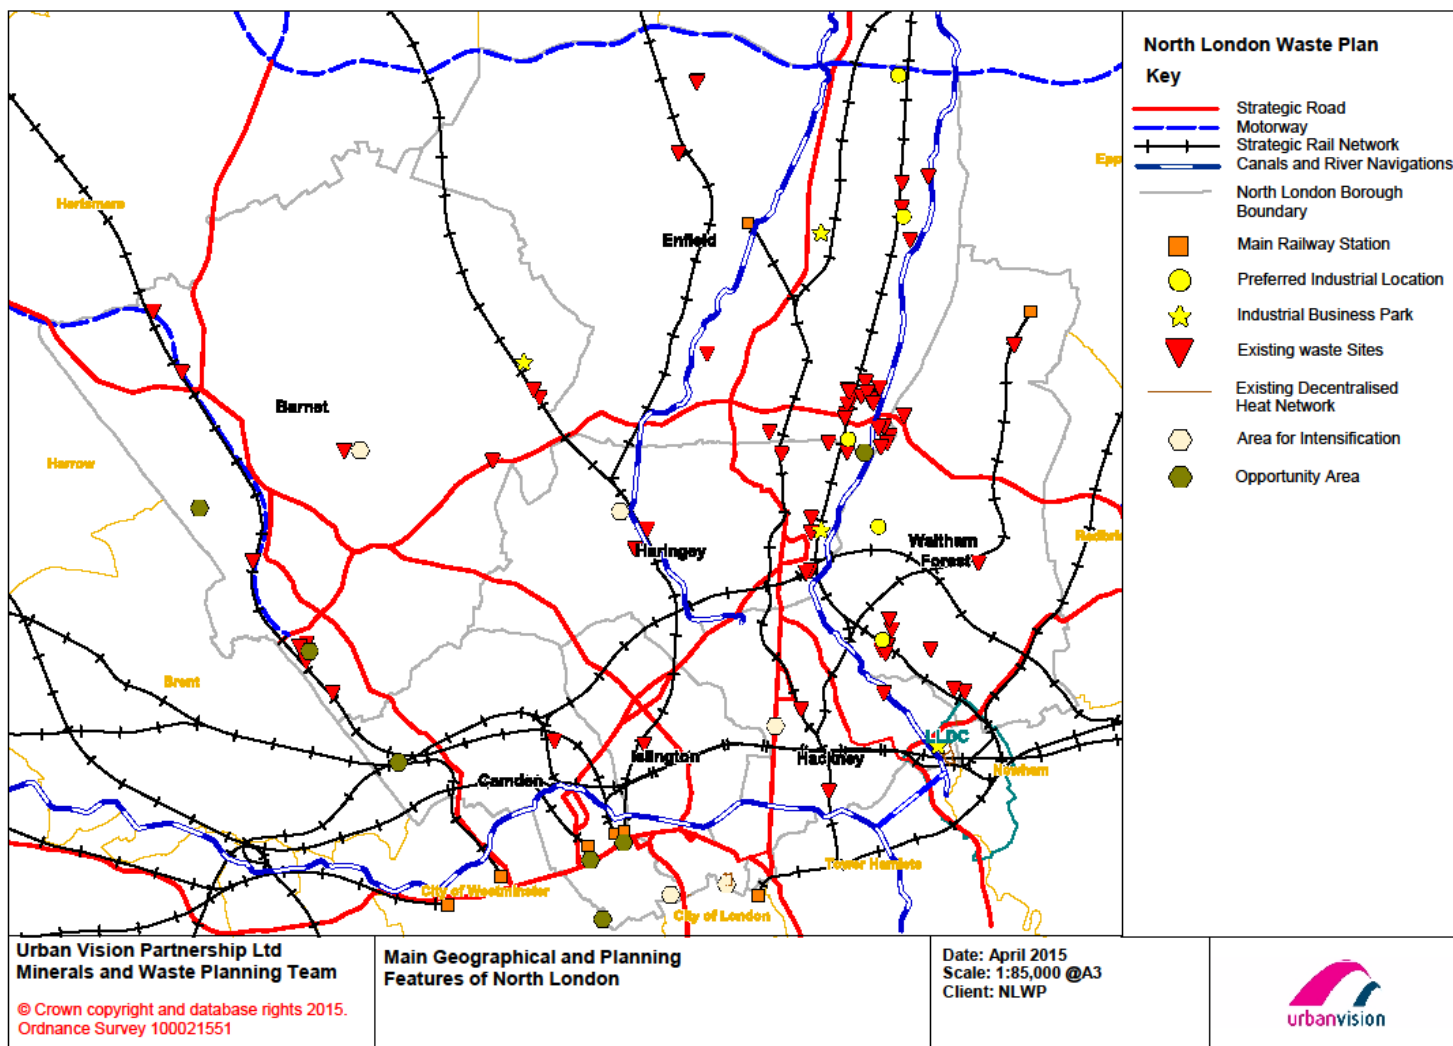 North London Waste Plan
Key
Strategic Road
Motorway
Strategic Rail Network
Canals and River Navigations
North London Borough
Boundary
Main Railway Station
Preferred Industrial Location
Industrial Business Park
Existing waste Sites
Existing Decentralised
Heat Network
Area for Intensification
Opportunity Area
Epp
Hertsmere
Enfield
Barnet
Harrow
Redbri
Haringey
Waltham
Forest
Brent
LLDC
Islington
Hackney
Newham
Camden
Tower Hamlets
City of Westminster
City of London
Urban Vision Partnership Ltd
Minerals and Waste Planning Team
© Crown copyright and database rights 2015.
Ordnance Survey 100021551
Main Geographical and Planning
Features of North London
Date: April 2015
Scale: 1:85,000 @A3
Client: NLWP
urbanvision